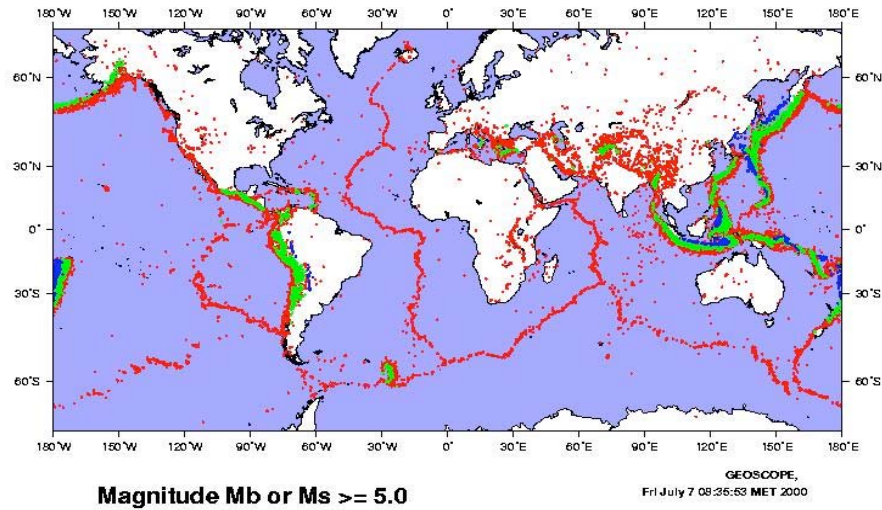 180°W 150°W 120°W 90°W 60°W 30°W 0° 30°E 60°E 90°E 120°E 150°E 180°E
60°N 60°N
30°N 30°N
0° 0°
30°S 30°S
60°S 60°S
180°W 150°W 120°W 90°W 60°W 30°W 0° 30°E 60°E 90°E 120°E 150°E 180°E
GEOSCOPE,
Magnitude Mb or Ms >= 5.0
Fri July 7 08:35:53 MET 2000